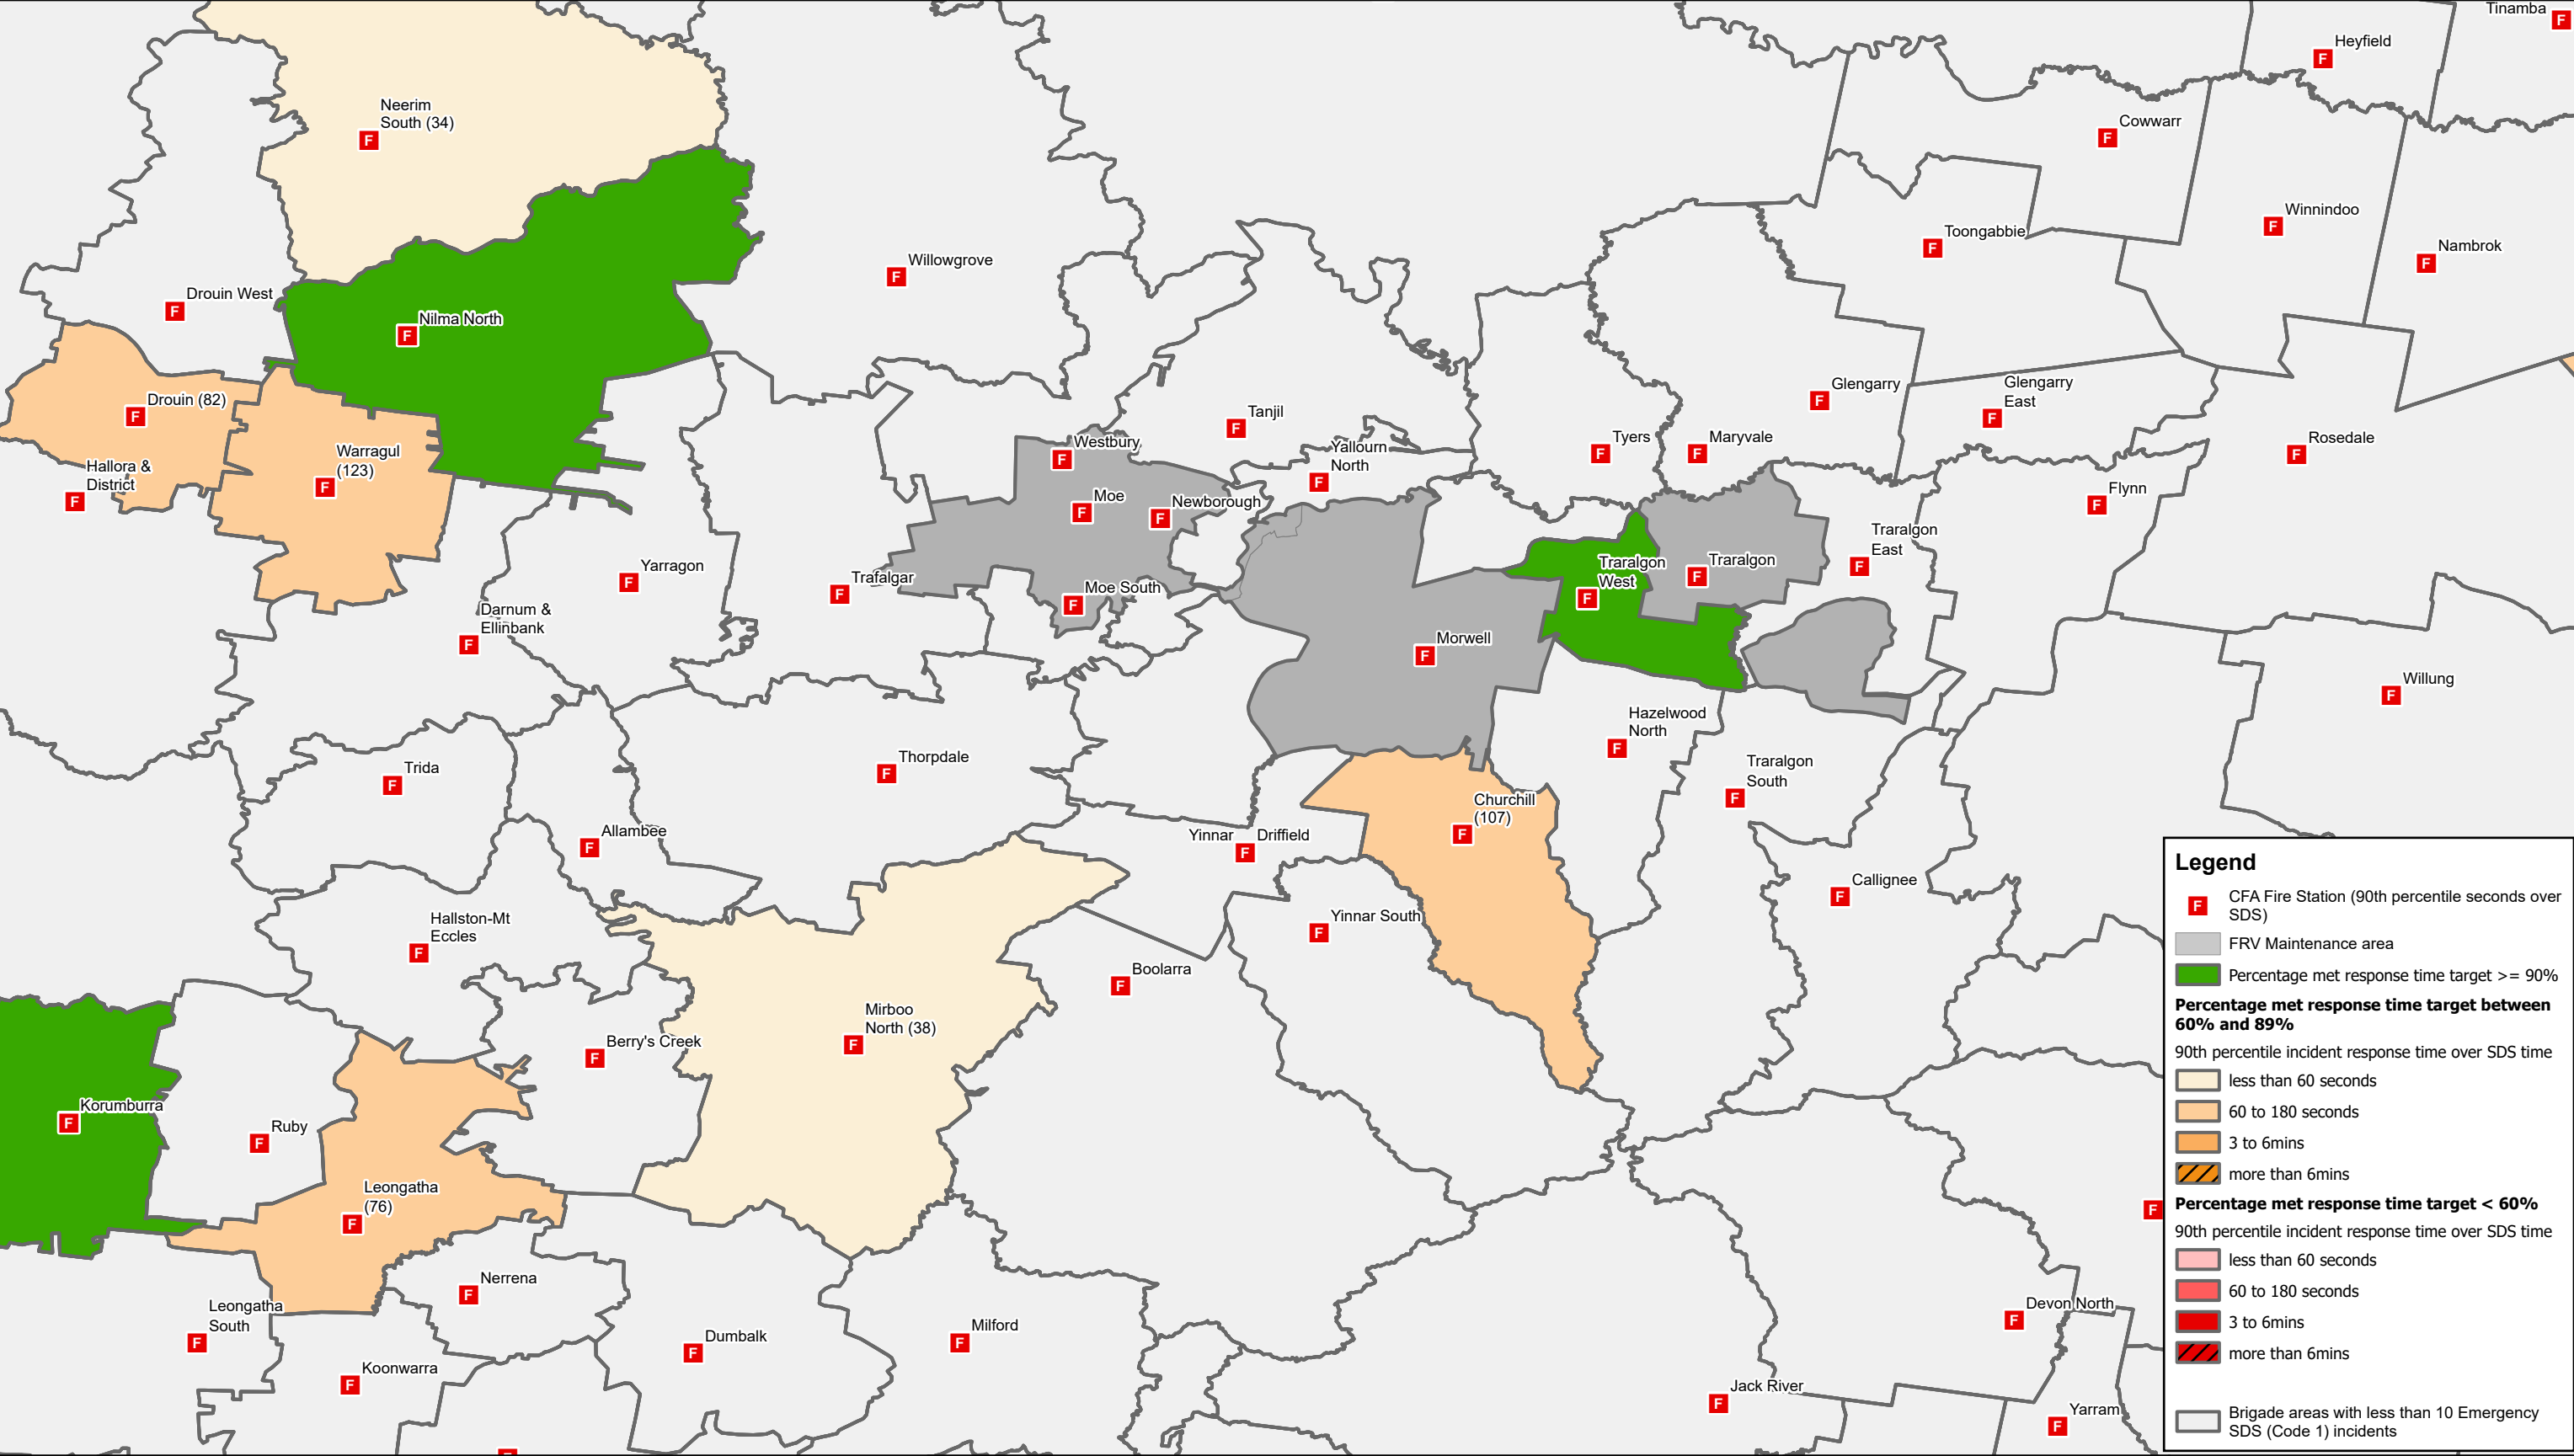 Tinamba
Heyfield
Neerim
South (34)
Cowwarr
Winnindoo
Toongabbie
Nambrok
Willowgrove
Drouin West
Nilma North
Glengarry
Glengarry
East
Drouin (82)
Tanjil
Westbury
Tyers
Maryvale
Rosedale
Yallourn
North
Warragul
(123)
Hallora &
District
Moe
Newborough
Flynn
Traralgon
East
Traralgon
West
Traralgon
Yarragon
Trafalgar
Moe South
Darnum &
Ellinbank
Morwell
Willung
Hazelwood
North
Thorpdale
Trida
Traralgon
South
Churchill
(107)
Allambee
Yinnar
Driffield
Callignee
Hallston-Mt
Eccles
Yinnar South
Boolarra
Mirboo
North (38)
Berry's Creek
Korumburra
Ruby
Leongatha
(76)
Nerrena
Leongatha
South
Devon North
Dumbalk
Milford
Koonwarra
Jack River
Yarram
Legend
F CFA Fire Station (90th percentile seconds over
SDS)
FRV Maintenance area
Percentage met response time target >= 90%
Percentage met response time target between
60% and 89%
90th percentile incident response time over SDS time
less than 60 seconds
60 to 180 seconds
3 to 6mins
more than 6mins
Percentage met response time target < 60%
90th percentile incident response time over SDS time
less than 60 seconds
60 to 180 seconds
3 to 6mins
more than 6mins
Brigade areas with less than 10 Emergency
SDS (Code 1) incidents